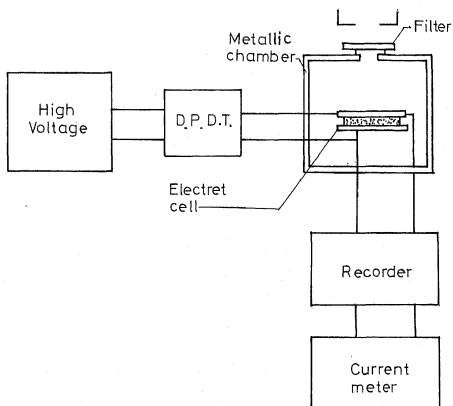 Filter
Metallic
chamber
High
Voltage
D.P.D.T.
Electret
cell
Recorder
Current
meter